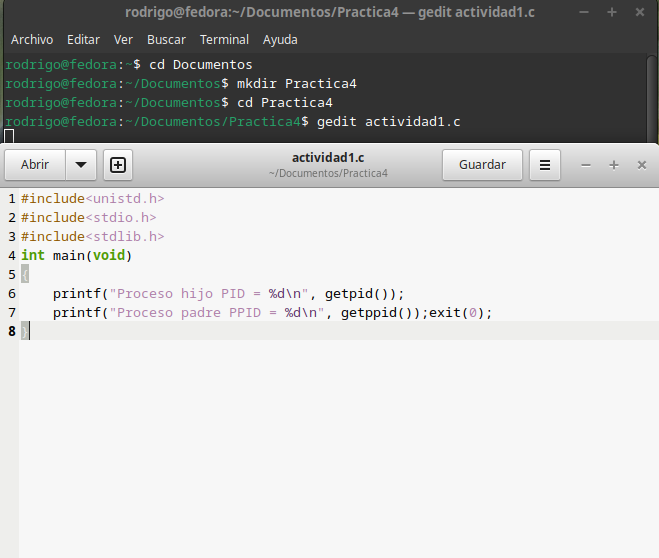 rodrigo@fedora:~/Documentos/Practica4 — gedit actividad1.c
Archivo Editar Ver Buscar Terminal Ayuda
rodrigo@fedora:~$ cd Documentos
rodrigo@fedora:~/Documentos$ mkdir Practica4
rodrigo@fedora:~/Documentos$ cd Practica4
rodrigo@fedora:~/Documentos/Practica4$ gedit actividad1.c
Abrir actividad1.c Guardar
~/Documentos/Practica4
1 #include<unistd.h>
2 #include<stdio.h>
3 #include<stdlib.h>
4 int main(void)
5 {
6     printf("Proceso hijo PID = %d\n", getpid());
7     printf("Proceso padre PPID = %d\n", getppid());exit(0);
8 }